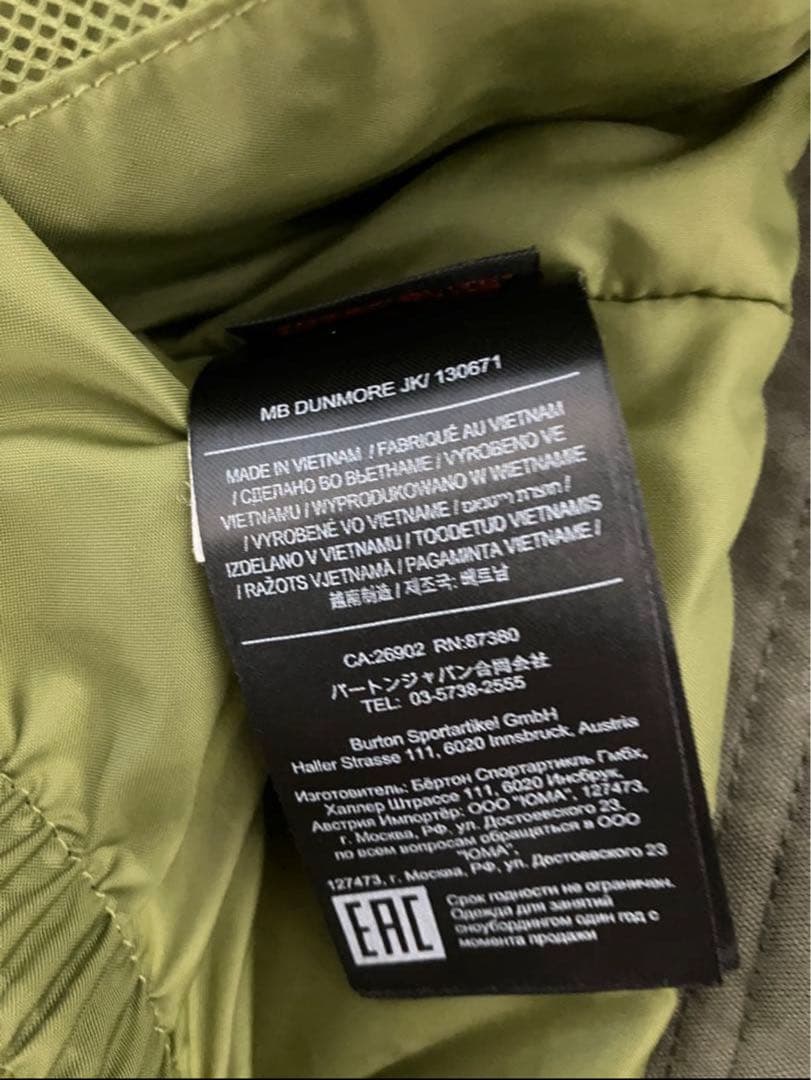 MB DUNMORE JK/ 130671
MADE IN VIETNAM / FABRIQUÉ AU VIETNAM
/ СДЕЛАНО ВО ВЬЕТНАМЕ / VYROBENO VE
VIETNAMU / WYPRODUKOWANO W WIETNAMIE
/ VYROBENÉ VO VIETNAME / תוצרת וייטנאם
IZDELANO V VIETNAMU / TOODETUD VIETNAMIS
/ RAŽOTS VJETNAMĀ / PAGAMINTA VIETNAME /
越南制造 / 제조국: 베트남
CA:26902 RN:87380
バートンジャパン合同会社
TEL: 03-5738-2555
Burton Sportartikel GmbH
Haller Strasse 111, 6020 Innsbruck, Austria
Изготовитель: Бёртон Спортартикль Гмбх,
Халлер Штрассе 111, 6020 Инсбрук,
Австрия Импортёр: ООО "ЮМА", 127473,
г. Москва, РФ, ул. Достоевского 23,
по всем вопросам обращаться в ООО
"ЮМА"
127473, г. Москва, РФ, ул. Достоевского 23
EAC
Срок годности не ограничен.
Одежда для занятий
сноубордингом один год с
момента продажи